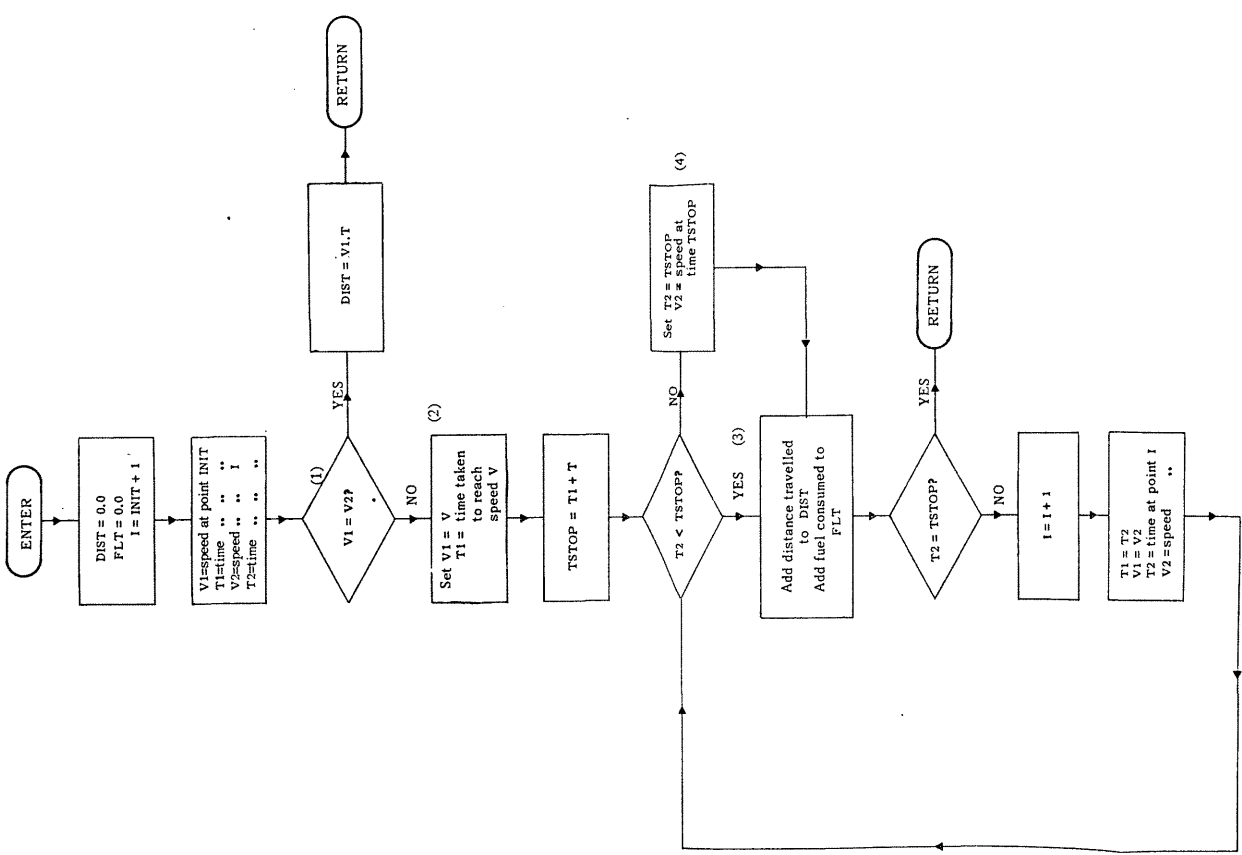 ENTER
DIST = 0.0
FLT = 0.0
I = INIT + 1
V1=speed at point INIT
T1=time .. .. ..
V2=speed .. .. I
T2=time .. .. ..
(1)
V1 = V2?
YES
DIST = V1.T
RETURN
NO
(2)
Set V1 = V
T1 = time taken
to reach
speed V
TSTOP = T1 + T
T2 < TSTOP?
NO
(4)
Set T2 = TSTOP
V2 = speed at
time TSTOP
YES
(3)
Add distance travelled
to DIST
Add fuel consumed to
FLT
T2 = TSTOP?
YES
RETURN
NO
I = I + 1
T1 = T2
V1 = V2
T2 = time at point I
V2 = speed ..